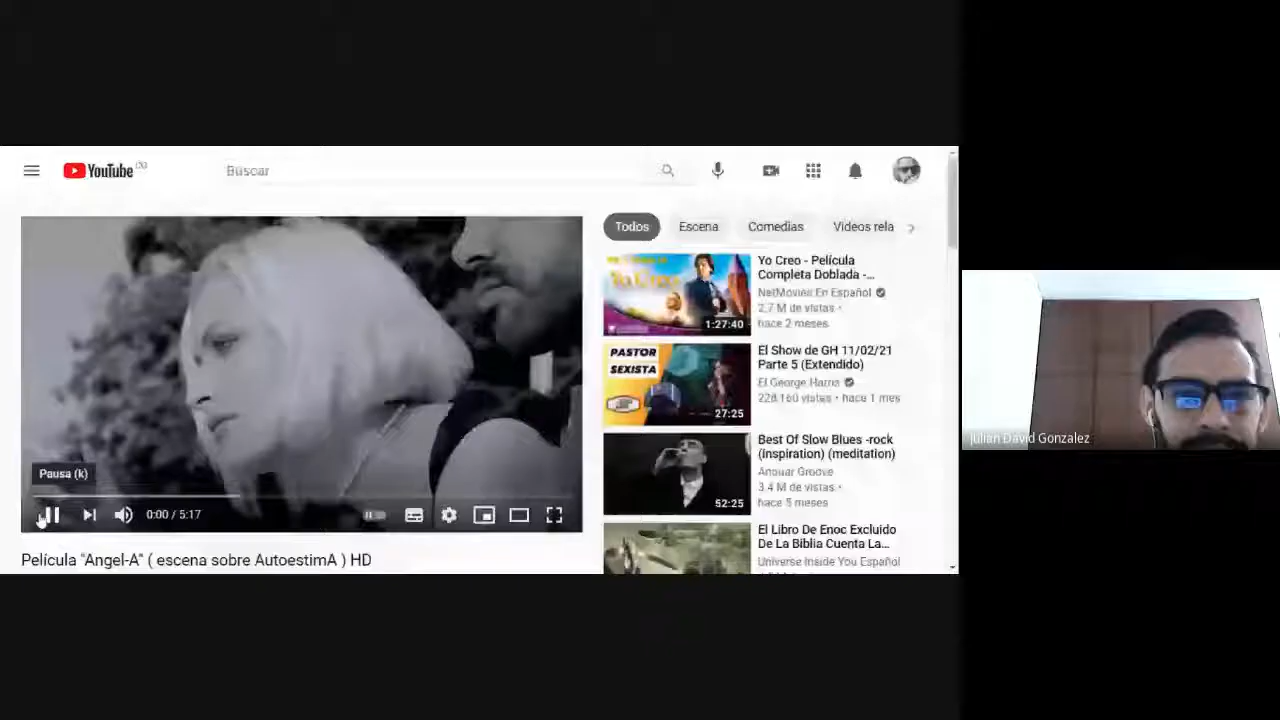 YouTube CO
Buscar
Todos
Escena
Comedias
Videos rela
Yo Creo
1:27:40
Yo Creo - Película
Completa Doblada -...
NetMovies En Español
2.7 M de vistas •
hace 2 meses
PASTOR
SEXISTA
27:25
El Show de GH 11/02/21
Parte 5 (Extendido)
El George Harris
228.160 vistas • hace 1 mes
52:25
Best Of Slow Blues -rock
(inspiration) (meditation)
Anouar Groove
3.4 M de vistas •
hace 5 meses
El Libro De Enoc Excluido
De La Biblia Cuenta La...
Universe Inside You Español
Pausa (k)
0:00 / 5:17
Película "Angel-A" ( escena sobre AutoestimA ) HD
Julian David Gonzalez